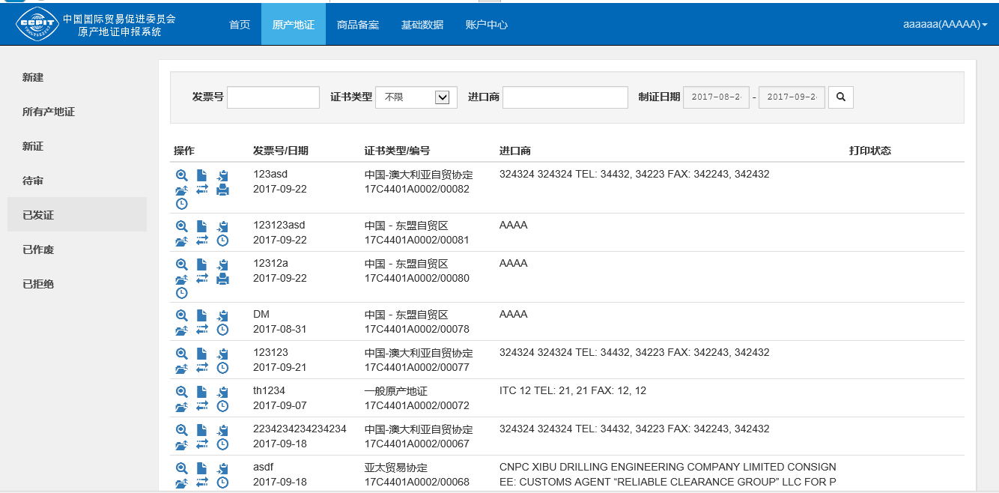 CCPIT 中国国际贸易促进委员会
原产地证申报系统
首页 原产地证 商品备案 基础数据 账户中心 aaaaaa(AAAAA)
新建
所有产地证
新证
待审
已发证
已作废
已拒绝
发票号 证书类型 不限 进口商 制证日期 2017-08-2 - 2017-09-2
操作 发票号/日期 证书类型/编号 进口商 打印状态
123asd 中国-澳大利亚自贸协定 324324 324324 TEL: 34432, 34223 FAX: 342243, 342432
2017-09-22 17C4401A0002/00082
123123asd 中国 - 东盟自贸区 AAAA
2017-09-22 17C4401A0002/00081
12312a 中国 - 东盟自贸区 AAAA
2017-09-22 17C4401A0002/00080
DM 中国 - 东盟自贸区 AAAA
2017-08-31 17C4401A0002/00078
123123 中国-澳大利亚自贸协定 324324 324324 TEL: 34432, 34223 FAX: 342243, 342432
2017-09-21 17C4401A0002/00077
th1234 一般原产地证 ITC 12 TEL: 21, 21 FAX: 12, 12
2017-09-07 17C4401A0002/00072
2234234234234234 中国-澳大利亚自贸协定 324324 324324 TEL: 34432, 34223 FAX: 342243, 342432
2017-09-18 17C4401A0002/00067
asdf 亚太贸易协定 CNPC XIBU DRILLING ENGINEERING COMPANY LIMITED CONSIGN
2017-09-18 17C4401A0002/00068 EE: CUSTOMS AGENT “RELIABLE CLEARANCE GROUP” LLC FOR P